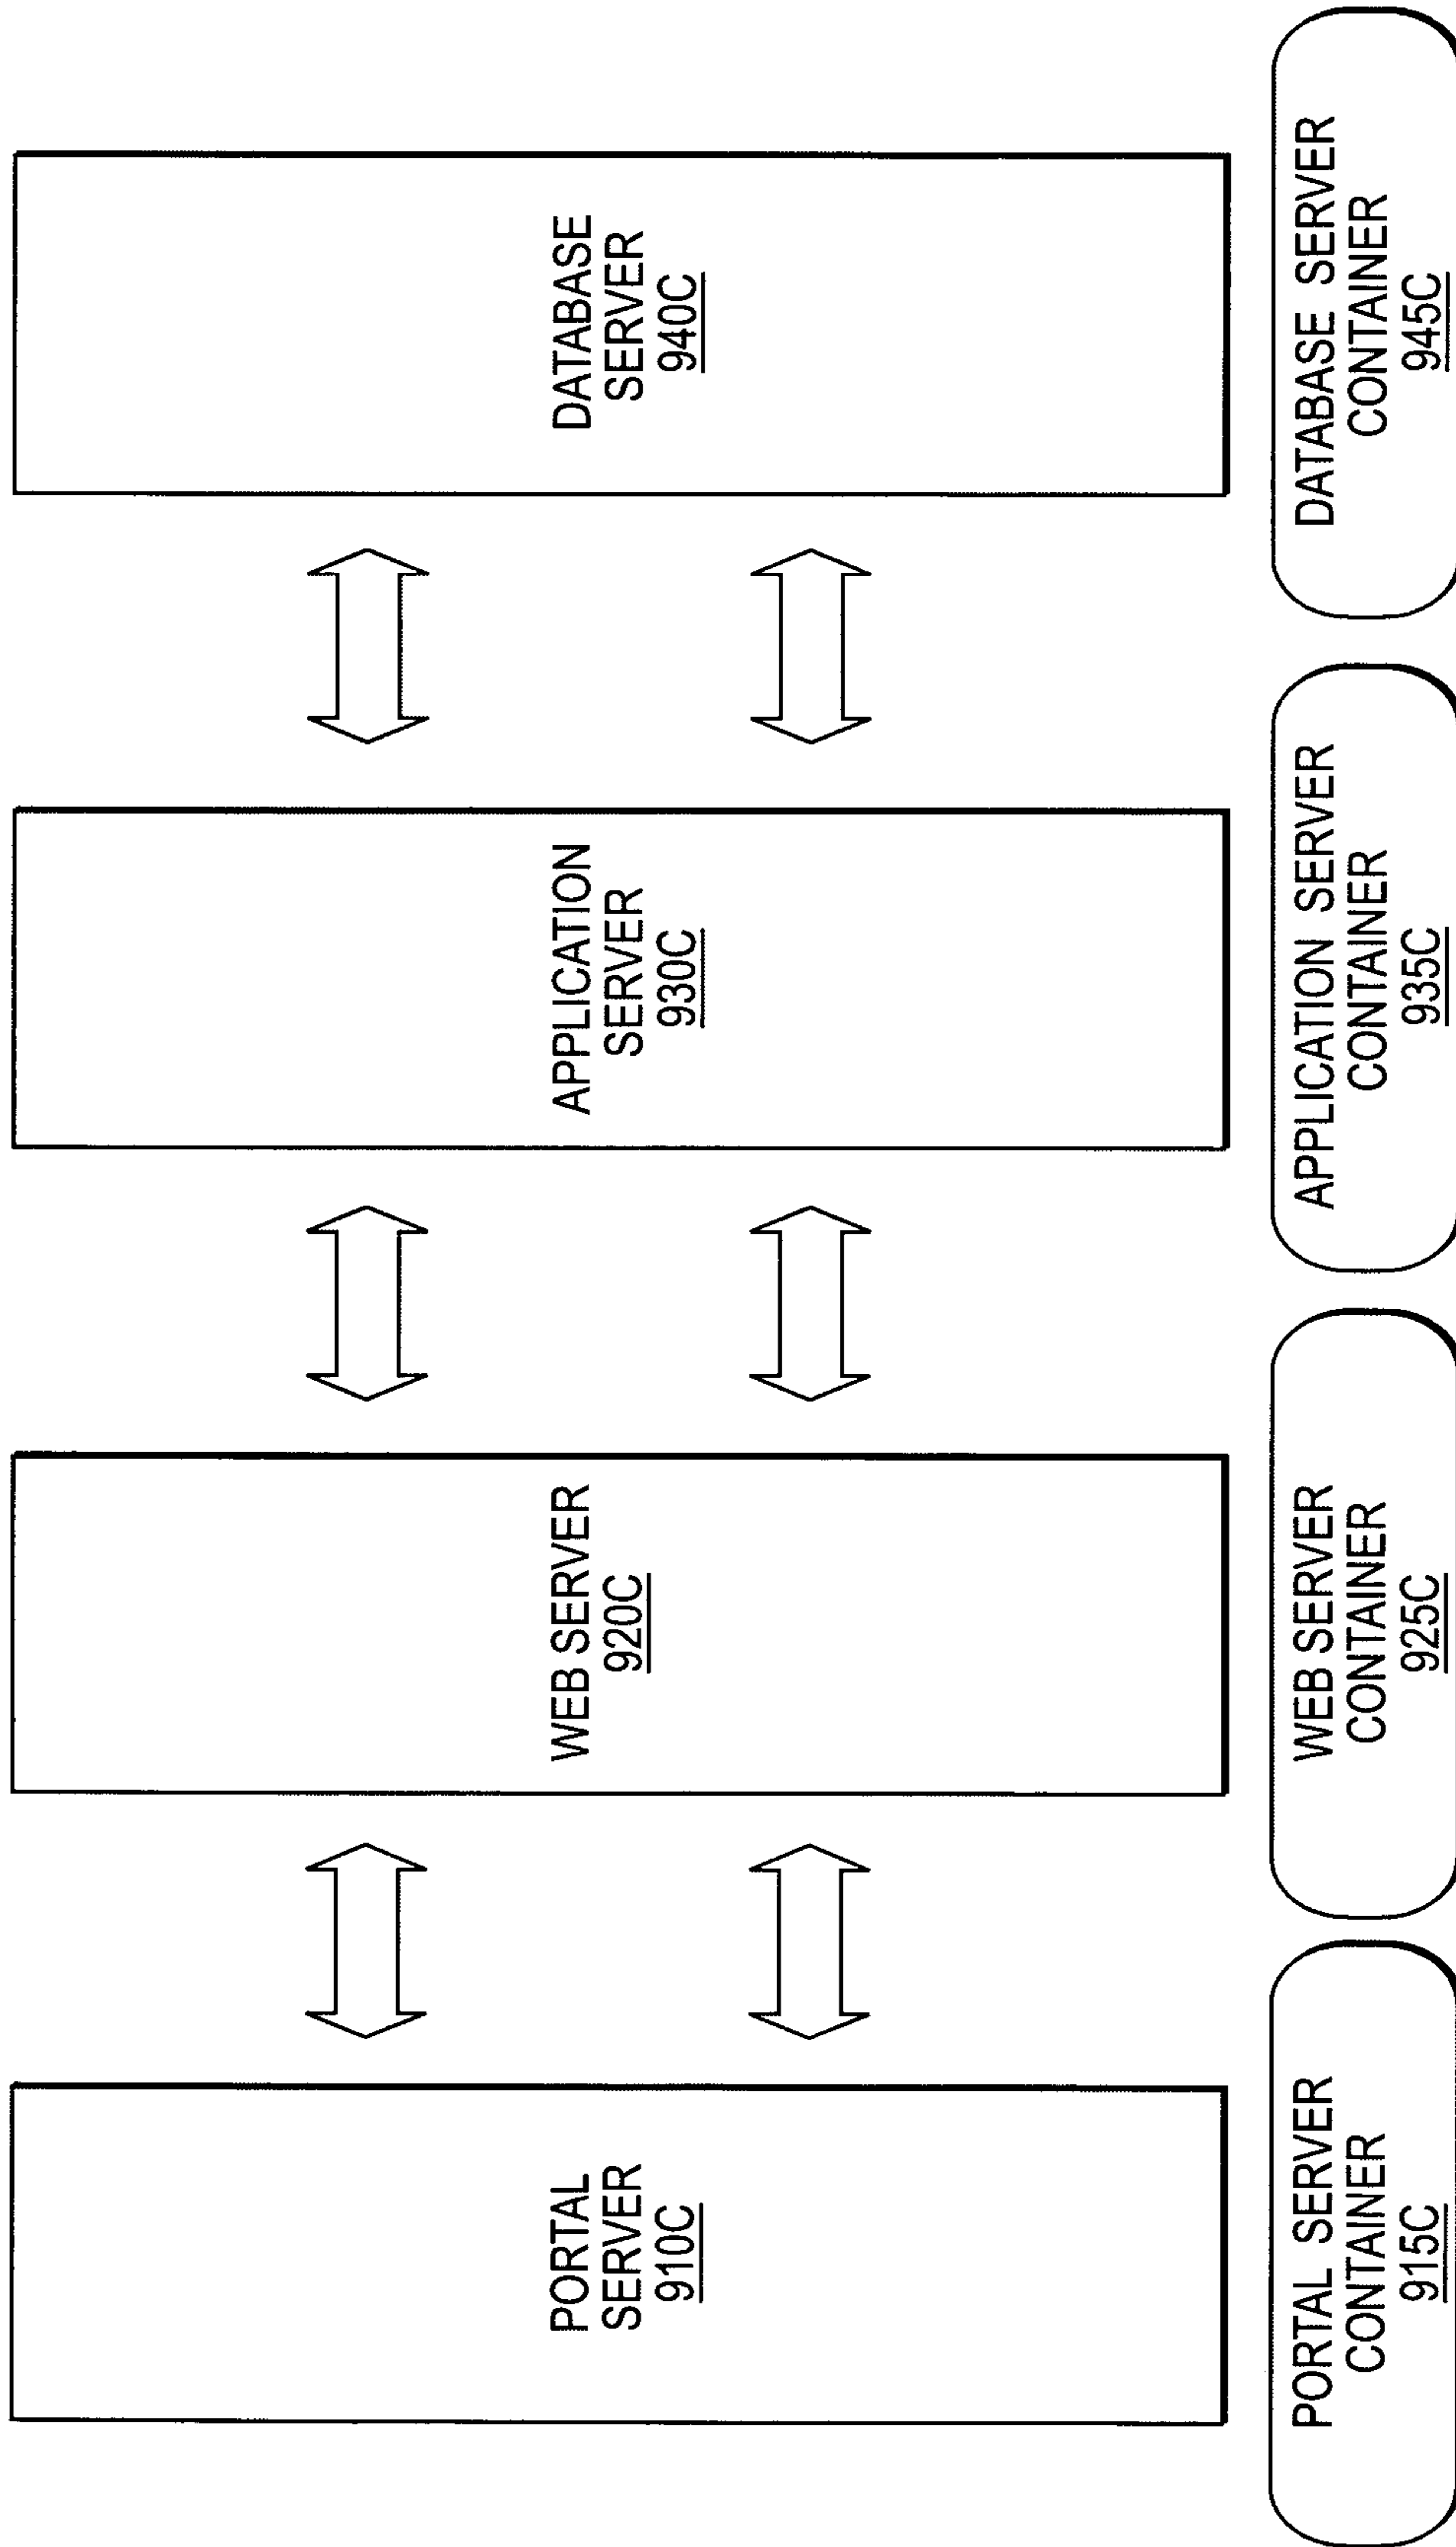 PORTAL
SERVER
910C
WEB SERVER
920C
APPLICATION
SERVER
930C
DATABASE
SERVER
940C
PORTAL SERVER
CONTAINER
915C
WEB SERVER
CONTAINER
925C
APPLICATION SERVER
CONTAINER
935C
DATABASE SERVER
CONTAINER
945C